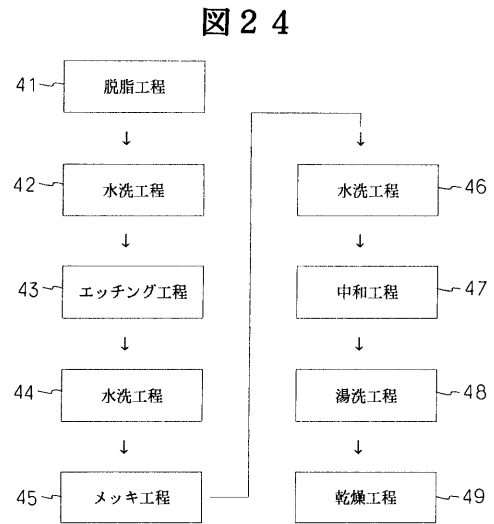 図24
41 脱脂工程
↓
42 水洗工程
↓
43 エッチング工程
↓
44 水洗工程
↓
45 メッキ工程
↓
46 水洗工程
↓
47 中和工程
↓
48 湯洗工程
↓
49 乾燥工程